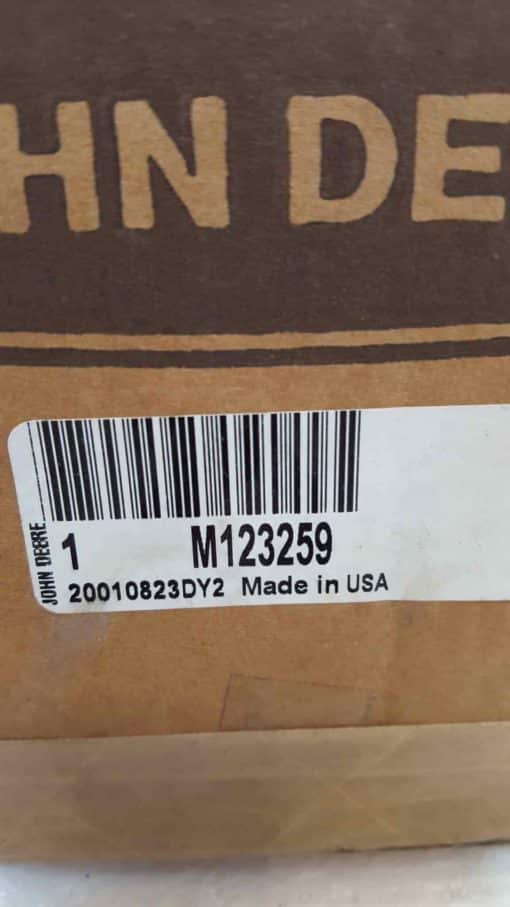 HN DE
JOHN DEERE
1 M123259
20010823DY2 Made in USA